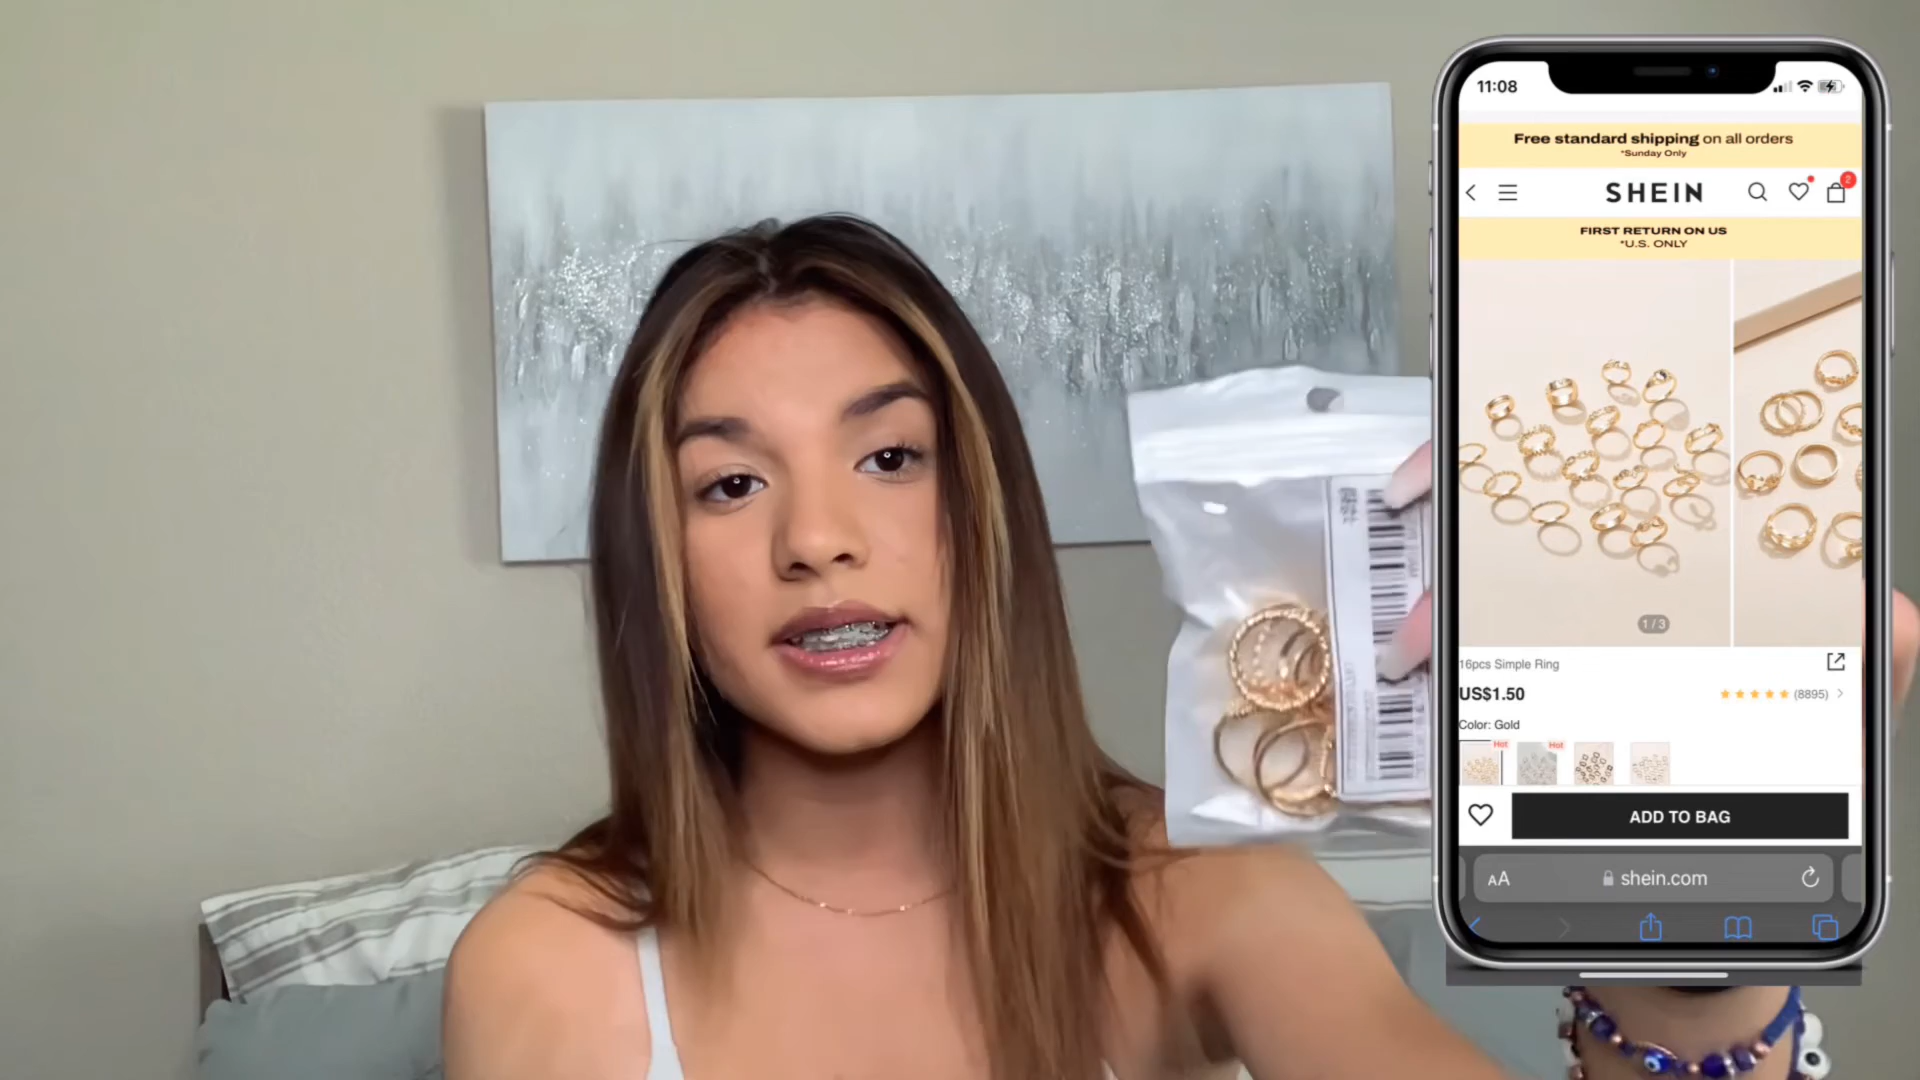 11:08
Free standard shipping on all orders
*Sunday Only
SHEIN
2
FIRST RETURN ON US
*U.S. ONLY
1/3
16pcs Simple Ring
US$1.50
(8895)
Color: Gold
Hot
Hot
ADD TO BAG
AA
shein.com